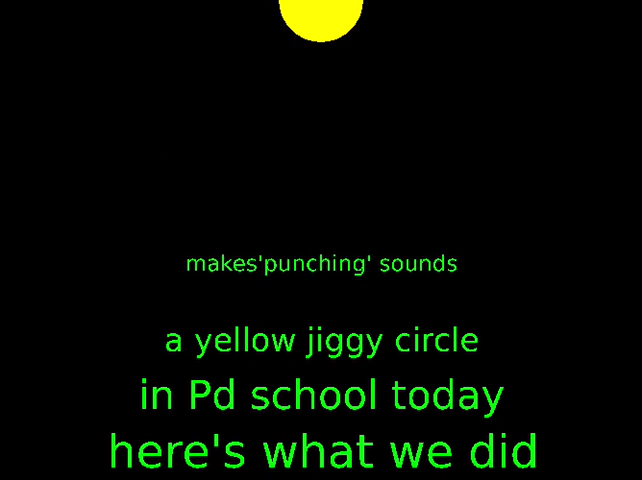 makes'punching' sounds
a yellow jiggy circle
in Pd school today
here's what we did